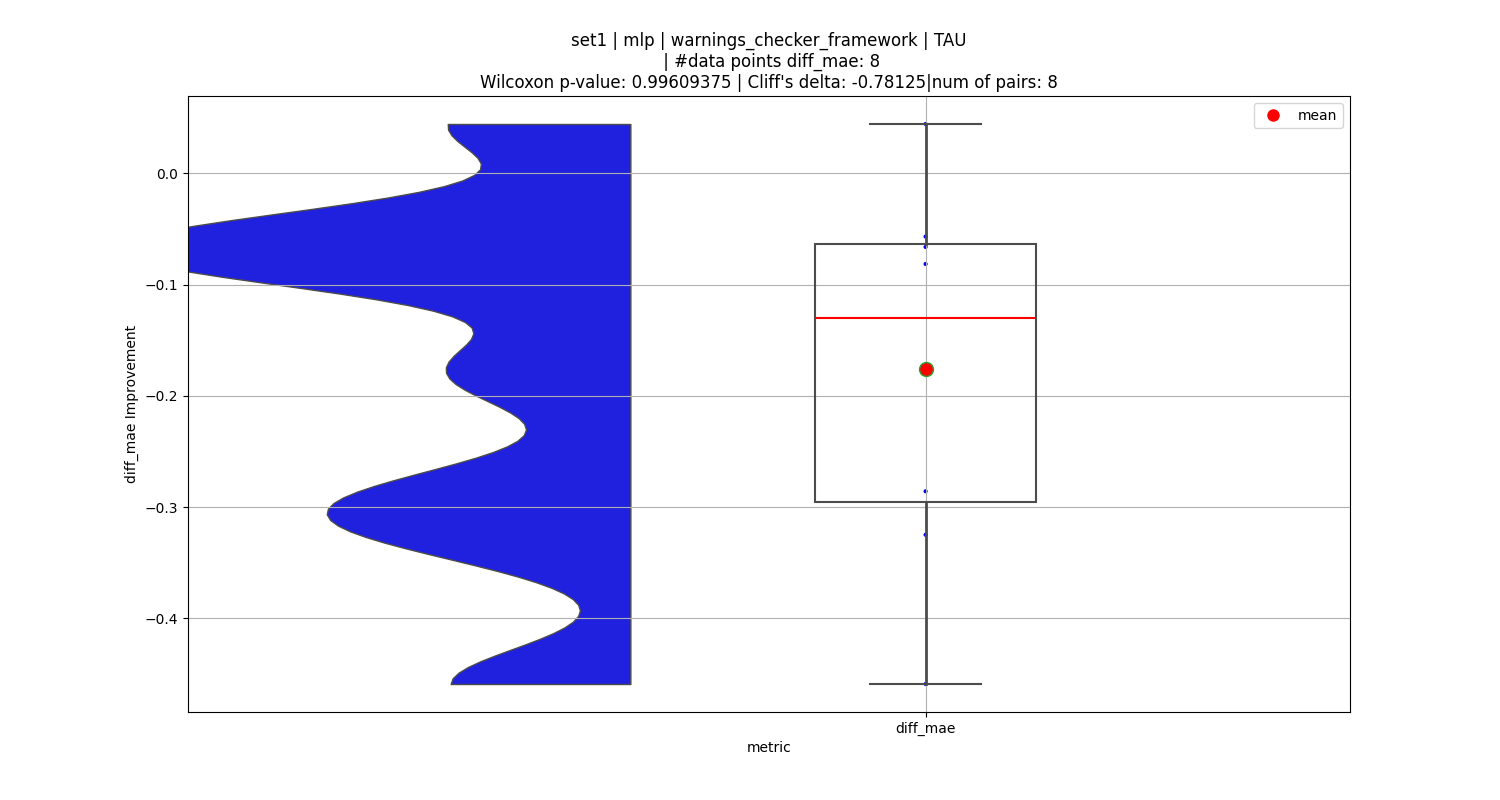 set1 | mlp | warnings_checker_framework | TAU
| #data points diff_mae: 8
Wilcoxon p-value: 0.99609375 | Cliff's delta: -0.78125|num of pairs: 8
mean
0.0
−0.1
−0.2
−0.3
−0.4
diff_mae Improvement
diff_mae
metric